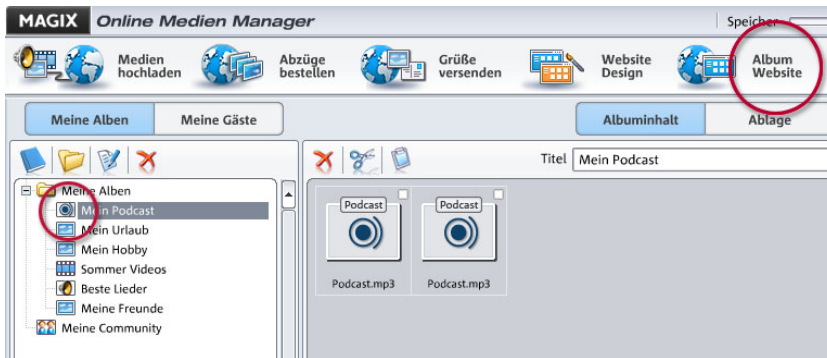 MAGIX Online Medien Manager
Speicher
Medien
hochladen
Abzüge
bestellen
Grüße
versenden
Website
Design
Album
Website
Meine Alben
Meine Gäste
Albuminhalt
Ablage
Titel Mein Podcast
Meine Alben
Mein Podcast
Mein Urlaub
Mein Hobby
Sommer Videos
Beste Lieder
Meine Freunde
Meine Community
Podcast
Podcast
Podcast.mp3
Podcast.mp3